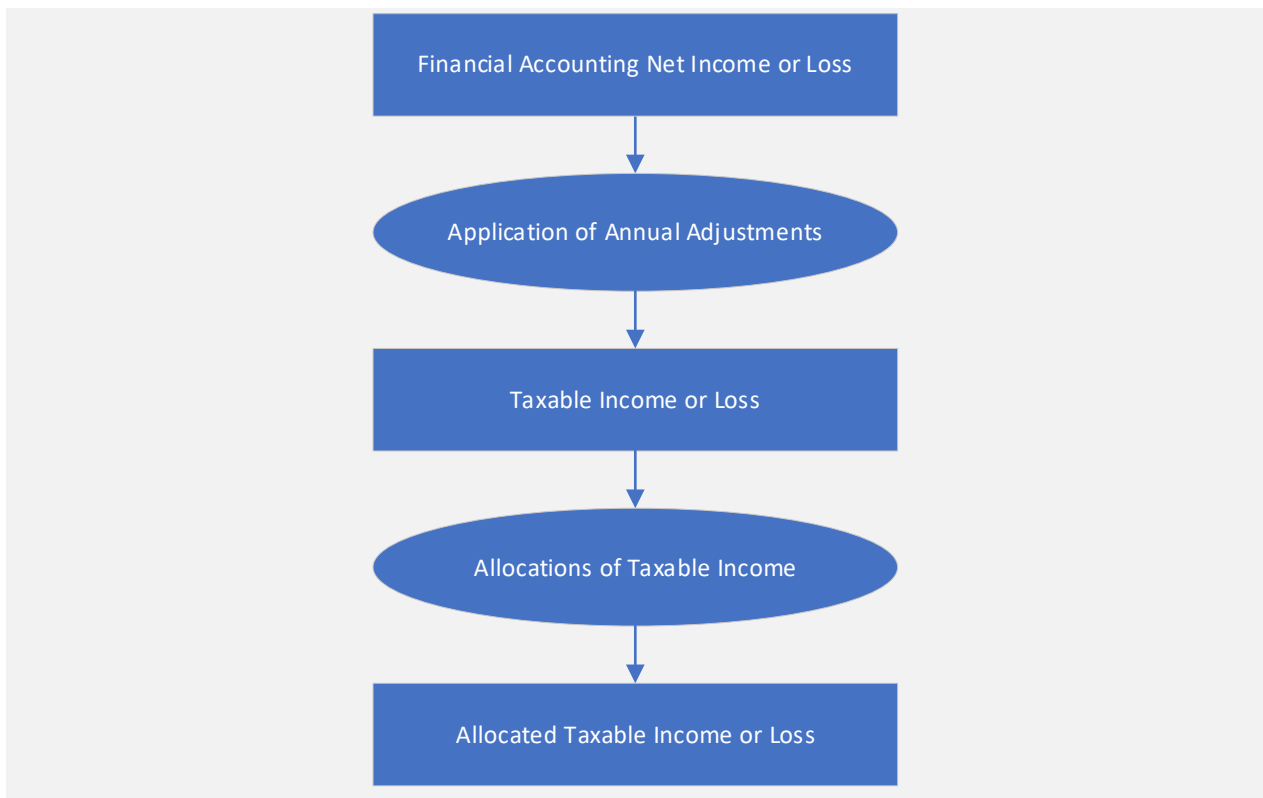 Financial Accounting Net Income or Loss
Application of Annual Adjustments
Taxable Income or Loss
Allocations of Taxable Income
Allocated Taxable Income or Loss